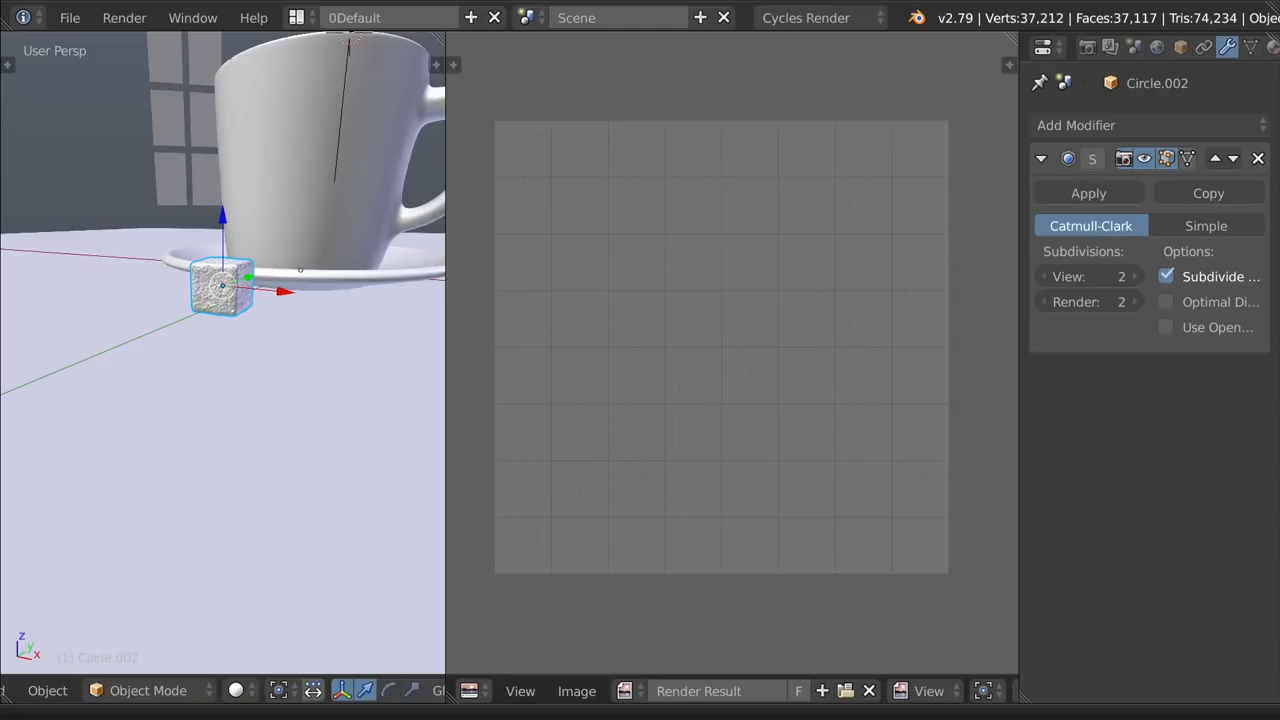 File Render Window Help 0Default Scene Cycles Render v2.79 | Verts:37,212 | Faces:37,117 | Tris:74,234 | Obje
User Persp
Circle.002
Add Modifier
S
Apply Copy
Catmull-Clark Simple
Subdivisions: Options:
View: 2 Subdivide ...
Render: 2 Optimal Di...
Use Open...
z
y
x
(1) Circle.002
Object Object Mode Gl View Image Render Result F View